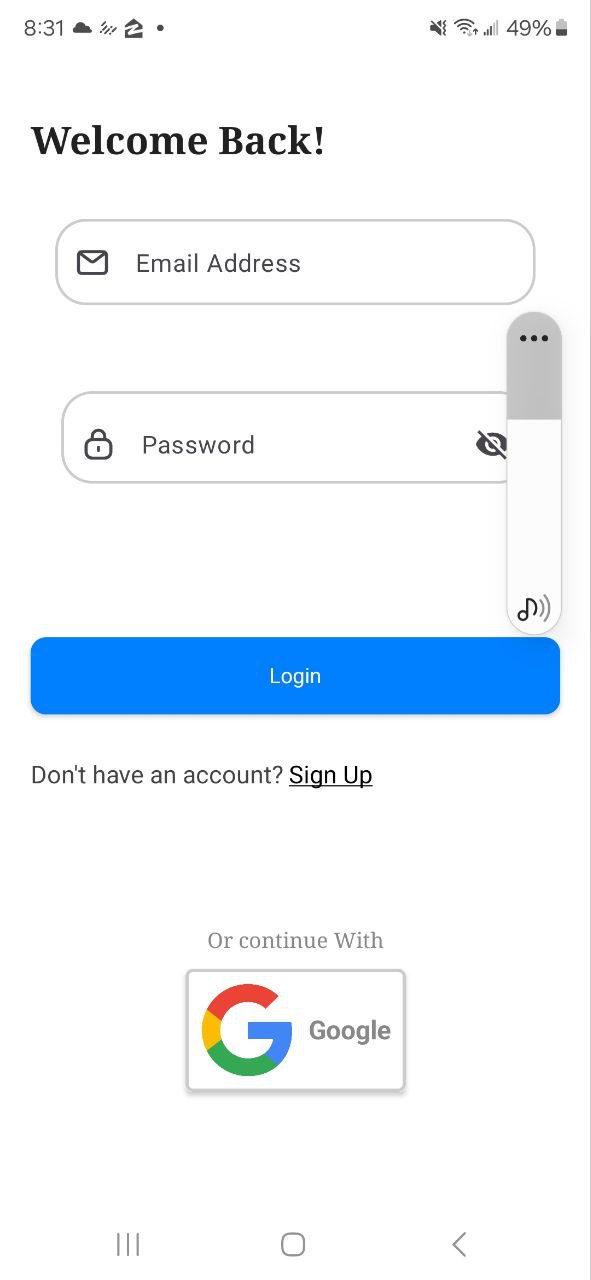 8:31 49%
Welcome Back!
Email Address
Password
Login
Don't have an account? Sign Up
Or continue With
Google